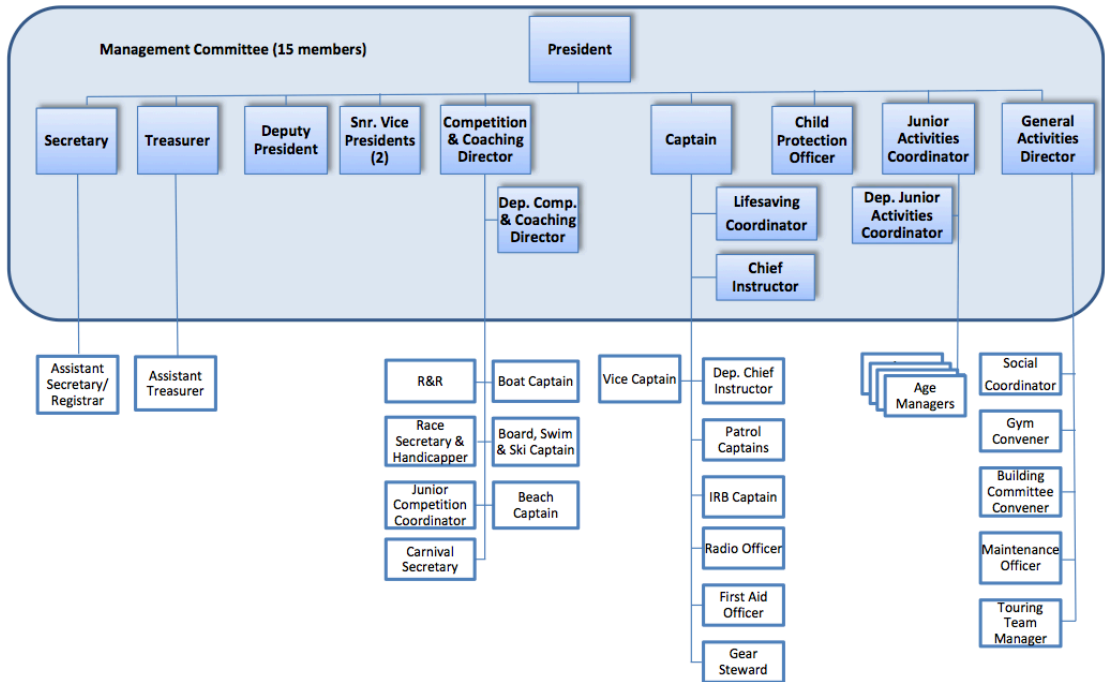 Management Committee (15 members)
President
Secretary
Treasurer
Deputy
President
Snr. Vice
Presidents
(2)
Competition
& Coaching
Director
Captain
Child
Protection
Officer
Junior
Activities
Coordinator
General
Activities
Director
Dep. Comp.
& Coaching
Director
Lifesaving
Coordinator
Chief
Instructor
Dep. Junior
Activities
Coordinator
Assistant
Secretary/
Registrar
Assistant
Treasurer
R&R
Boat Captain
Race
Secretary &
Handicapper
Board, Swim
& Ski Captain
Junior
Competition
Coordinator
Beach
Captain
Carnival
Secretary
Vice Captain
Dep. Chief
Instructor
Patrol
Captains
IRB Captain
Radio Officer
First Aid
Officer
Gear
Steward
Age
Managers
Social
Coordinator
Gym
Convener
Building
Committee
Convener
Maintenance
Officer
Touring
Team
Manager